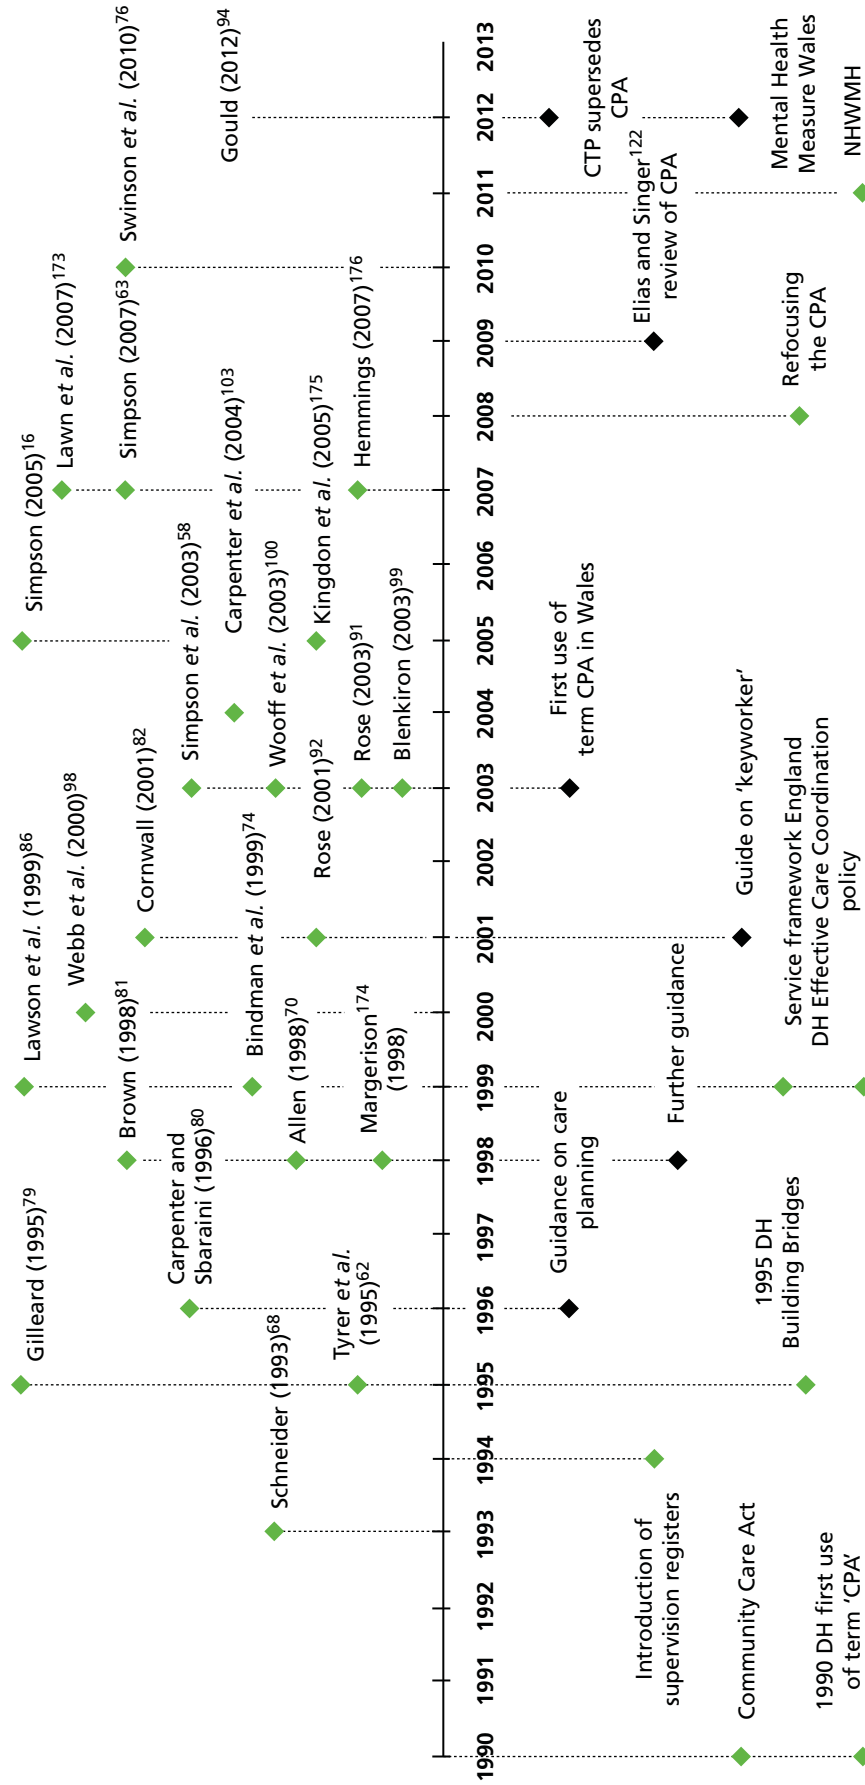 Gilleard (1995)79
Lawson et al. (1999)86
Simpson (2005)16
Webb et al. (2000)98
Lawn et al. (2007)173
Brown (1998)81
Cornwall (2001)82
Simpson (2007)63
Swinson et al. (2010)76
Carpenter and
Sbaraini (1996)80
Simpson et al. (2003)58
Carpenter et al. (2004)103
Gould (2012)94
Schneider (1993)68
Bindman et al. (1999)74
Wooff et al. (2003)100
Allen (1998)70
Rose (2001)92
Kingdon et al. (2005)175
Tyrer et al.
(1995)62
Margerison174
(1998)
Rose (2003)91
Hemmings (2007)176
Blenkiron (2003)99
1990
1991
1992
1993
1994
1995
1996
1997
1998
1999
2000
2001
2002
2003
2004
2005
2006
2007
2008
2009
2010
2011
2012
2013
Guidance on care
planning
First use of
term CPA in Wales
CTP supersedes
CPA
Introduction of
supervision registers
Further guidance
Elias and Singer122
review of CPA
Community Care Act
Guide on ‘keyworker’
1995 DH
Building Bridges
Service framework England
DH Effective Care Coordination
policy
Refocusing
the CPA
Mental Health
Measure Wales
1990 DH first use
of term ‘CPA’
NHWMH